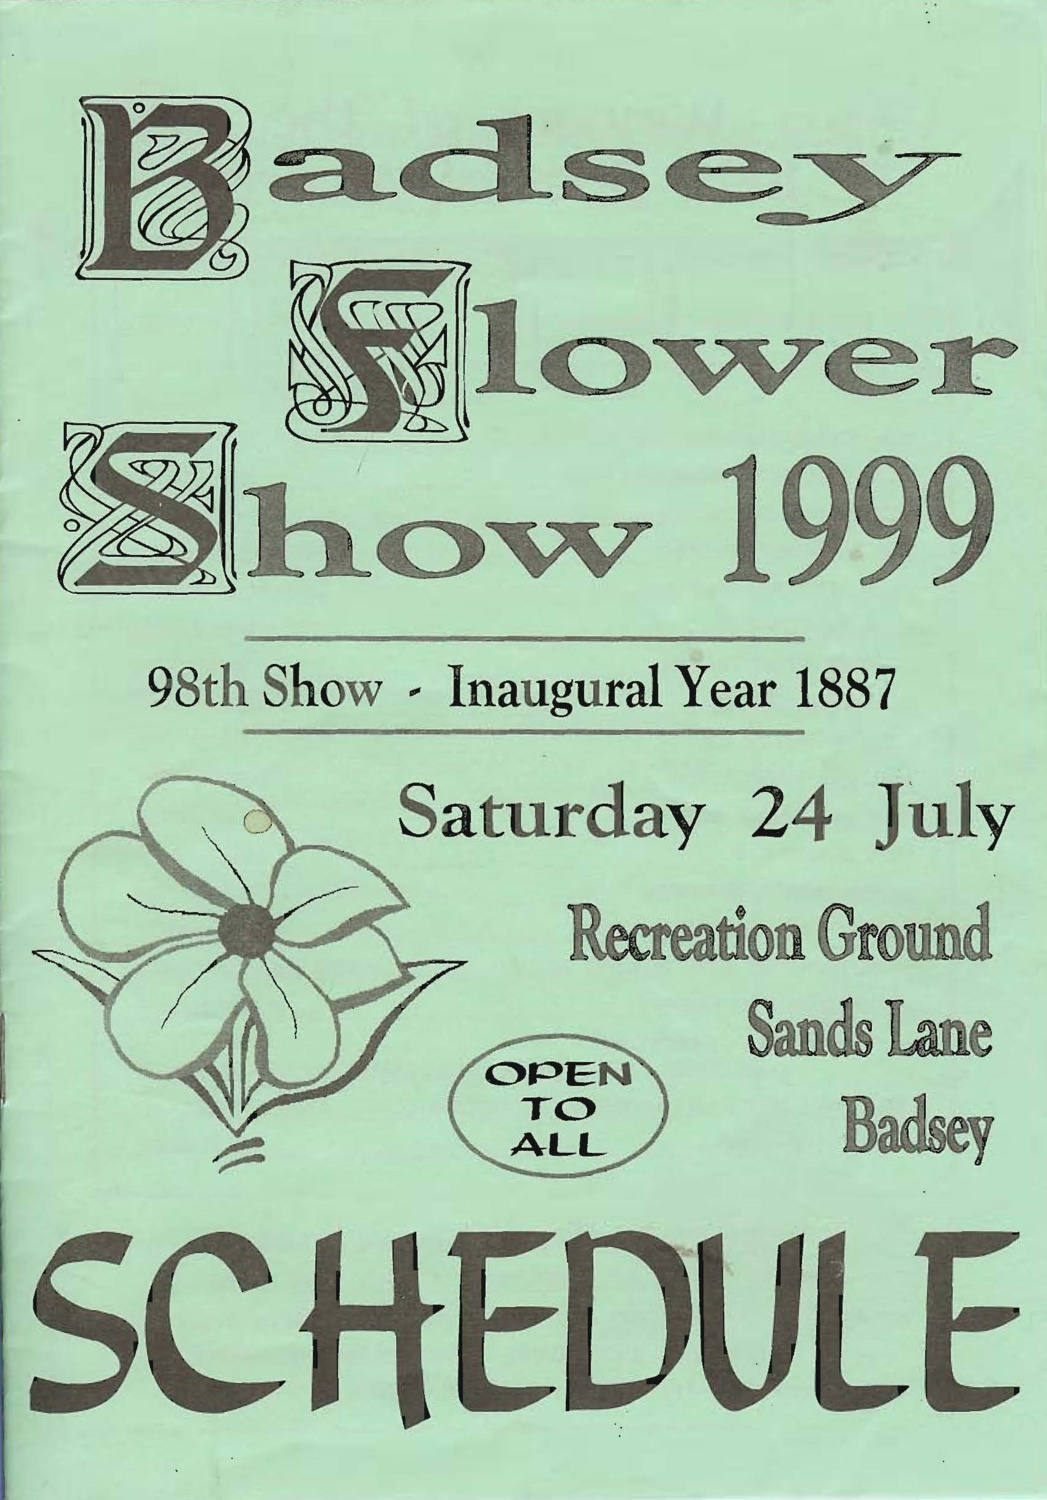 Badsey
Flower
Show 1999
98th Show - Inaugural Year 1887
Saturday 24 July
Recreation Ground
Sands Lane
Badsey
OPEN
TO
ALL
SCHEDULE